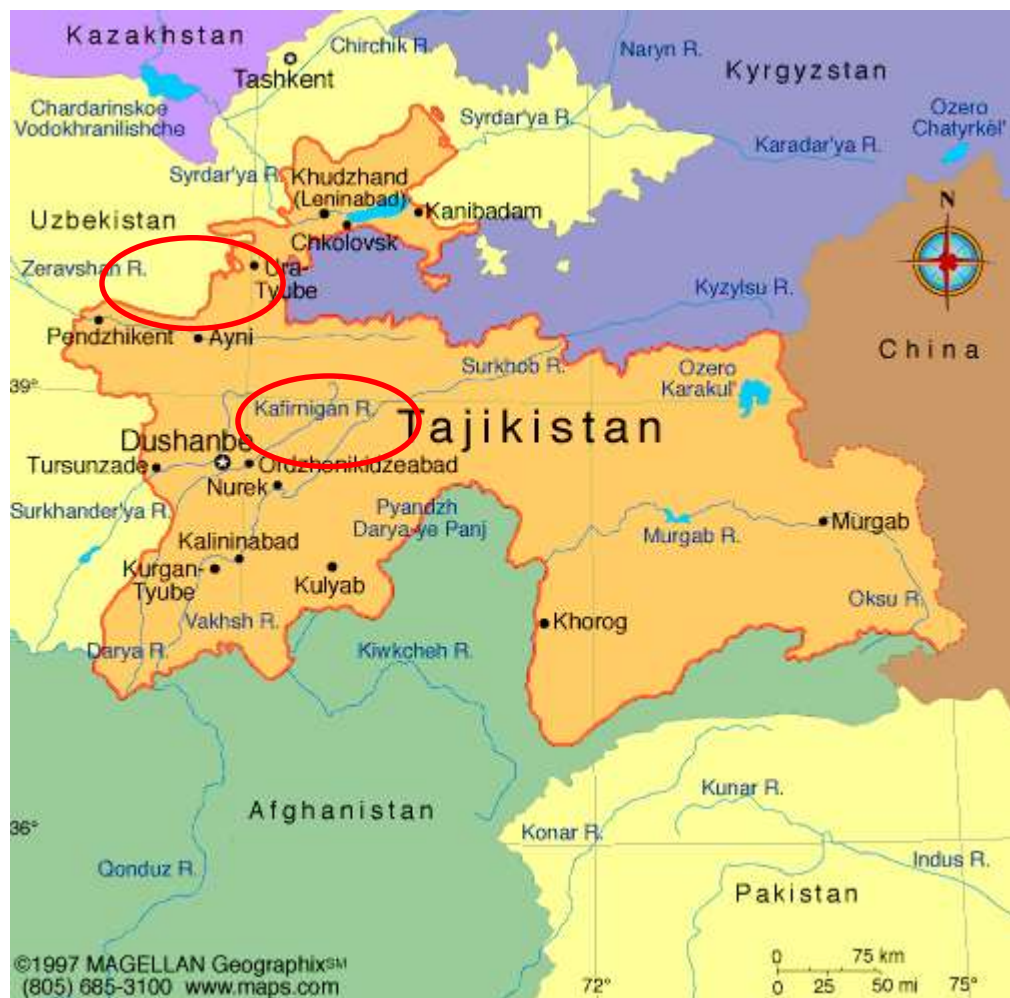 Kazakhstan
Chirchik R.
Naryn R.
Tashkent
Kyrgyzstan
Chardarinskoe
Vodokhranilishche
Syrdar'ya R.
Ozero
Chatyrkël'
Karadar'ya R.
Syrdar'ya R.
Khudzhand
(Leninabad)
Kanibadam
N
Uzbekistan
Chkolovsk
Zeravshan R.
Ura-
Tyube
Kyzylsu R.
Pendzhikent
Ayni
China
Surkhob R.
Ozero
Karakul'
39°
Kafirnigan R.
Tajikistan
Dushanbe
Tursunzade
Ordzhonikidzeabad
Nurek
Surkhander'ya R.
Pyandzh
Darya-ye Panj
Murgab R.
Murgab
Kalininabad
Kurgan-
Tyube
Kulyab
Oksu R.
Vakhsh R.
Khorog
Darya R.
Kiwkcheh R.
Afghanistan
Kunar R.
36°
Konar R.
Indus R.
Qonduz R.
Pakistan
©1997 MAGELLAN Geographix℠
(805) 685-3100 www.maps.com
0 75 km
0 25 50 mi
72°
75°